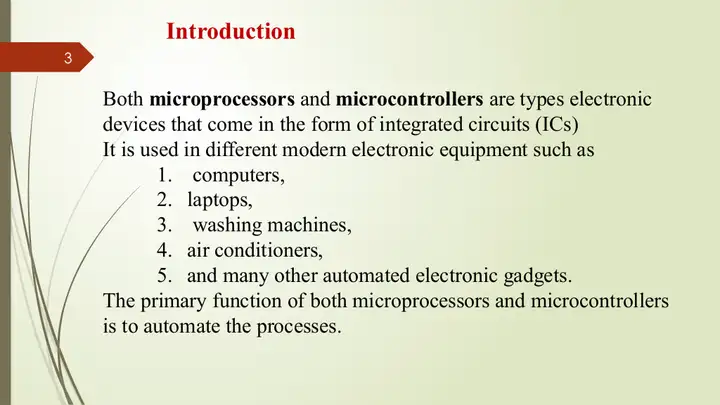 Introduction
3
Both microprocessors and microcontrollers are types electronic
devices that come in the form of integrated circuits (ICs)
It is used in different modern electronic equipment such as
1. computers,
2. laptops,
3. washing machines,
4. air conditioners,
5. and many other automated electronic gadgets.
The primary function of both microprocessors and microcontrollers
is to automate the processes.